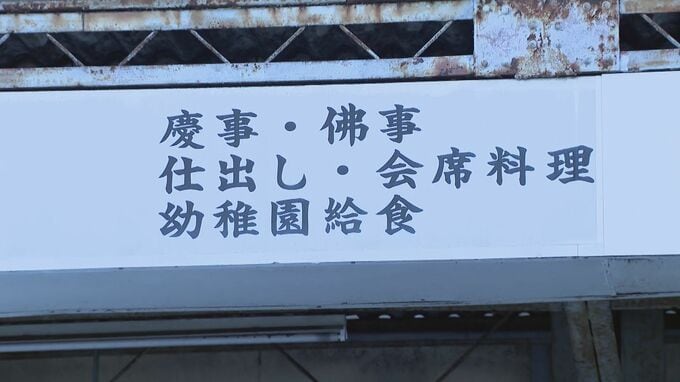 慶事・佛事
仕出し・会席料理
幼稚園給食